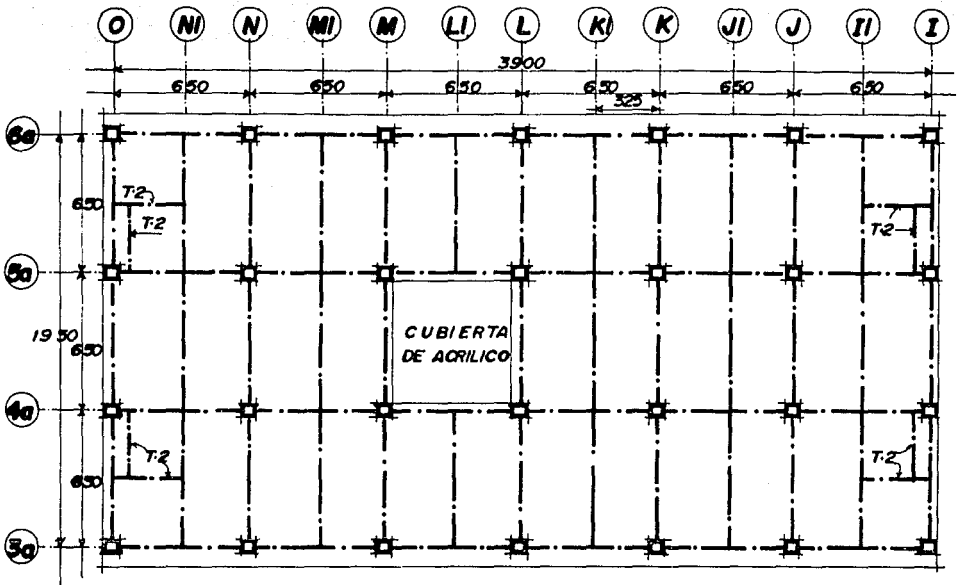 O NI N MI M LI L KI K JI J II I
3900
650 650 650 650 650 650
325
6a
T-2
650 T-2 T-2
5a
1950 650
CUBIERTA
DE ACRILICO
4a
T-2 T-2
650
3a